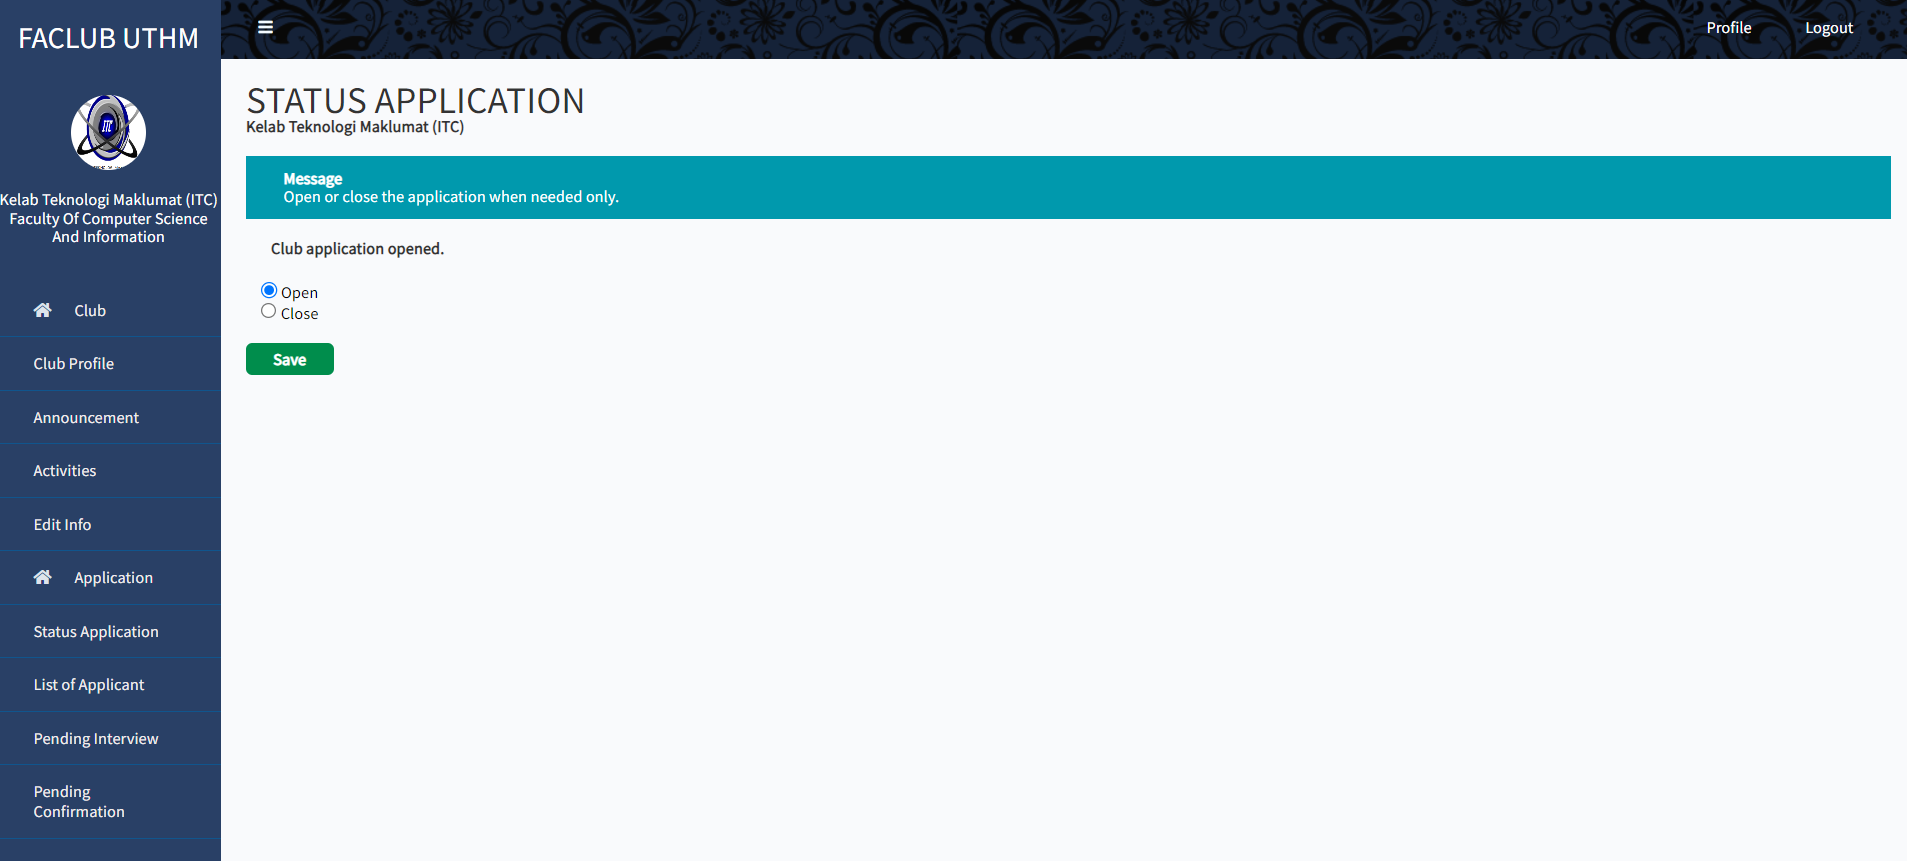 FACLUB UTHM
Profile
Logout
ITC
Kelab Teknologi Maklumat (ITC)
Faculty Of Computer Science
And Information
Club
Club Profile
Announcement
Activities
Edit Info
Application
Status Application
List of Applicant
Pending Interview
Pending
Confirmation
STATUS APPLICATION
Kelab Teknologi Maklumat (ITC)
Message
Open or close the application when needed only.
Club application opened.
Open
Close
Save